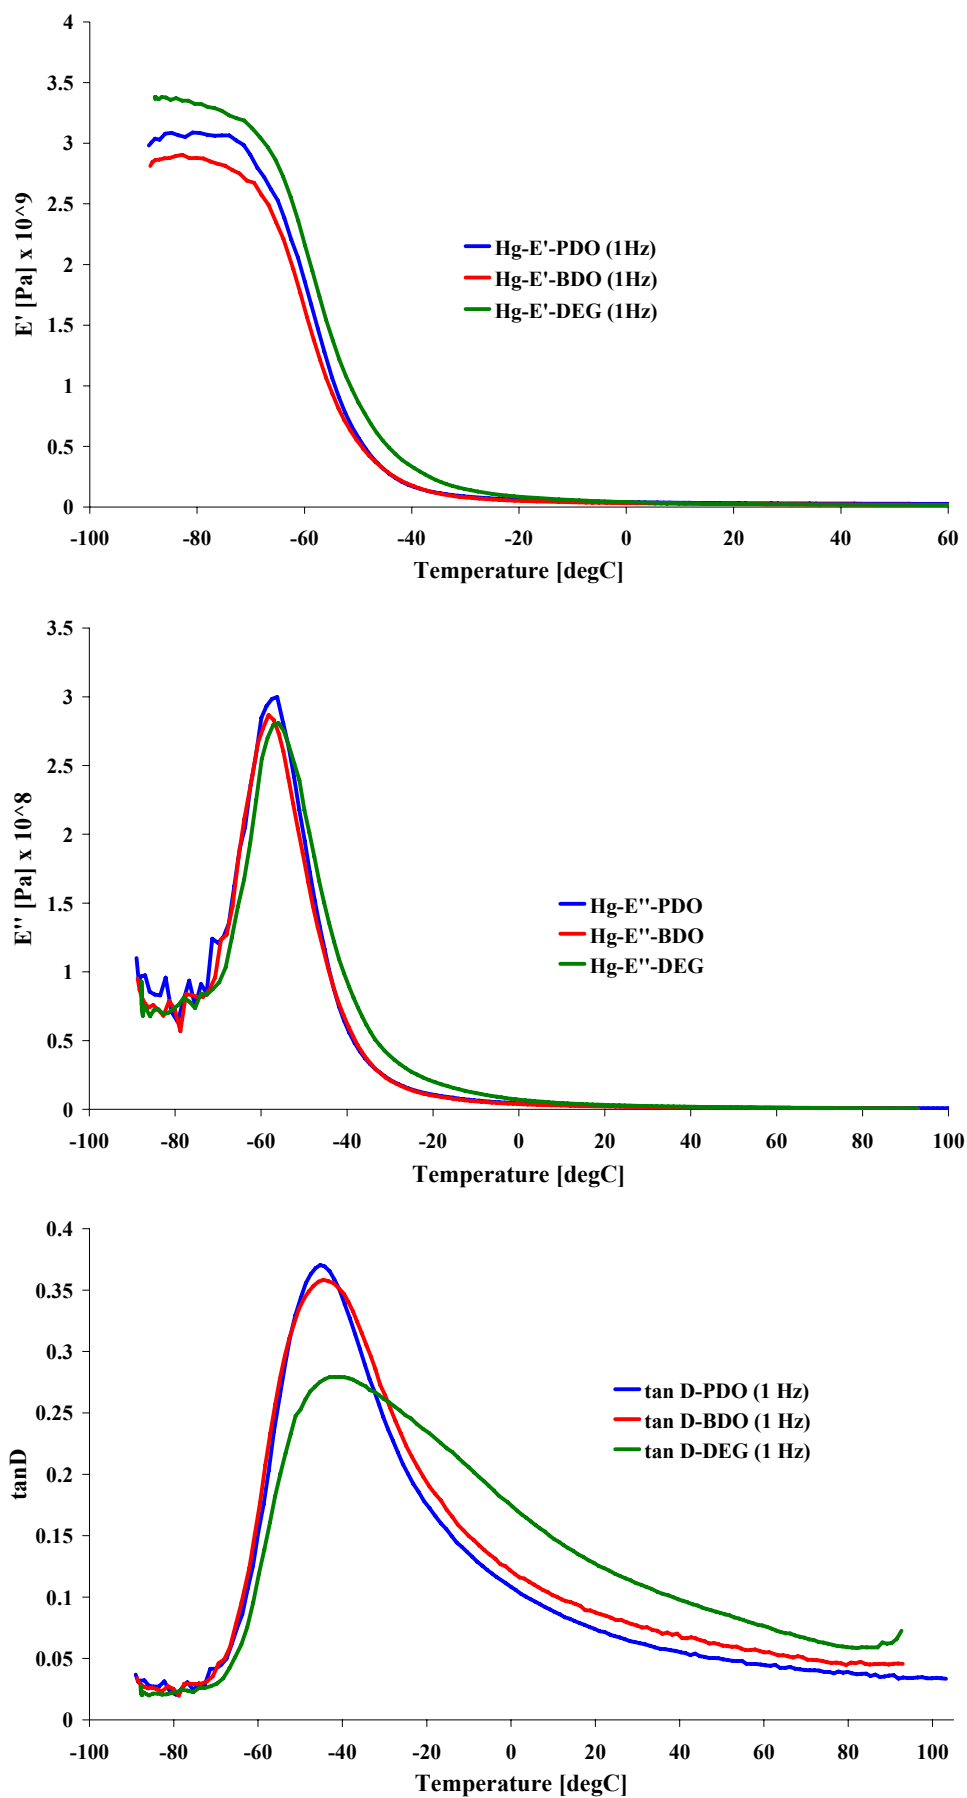 4
3.5
3
2.5
2
1.5
1
0.5
0
E' [Pa] x 10^9
Hg-E'-PDO (1Hz)
Hg-E'-BDO (1Hz)
Hg-E'-DEG (1Hz)
-100 -80 -60 -40 -20 0 20 40 60
Temperature [degC]
3.5
3
2.5
2
1.5
1
0.5
0
E'' [Pa] x 10^8
Hg-E''-PDO
Hg-E''-BDO
Hg-E''-DEG
-100 -80 -60 -40 -20 0 20 40 60 80 100
Temperature [degC]
0.4
0.35
0.3
0.25
0.2
0.15
0.1
0.05
0
tanD
tan D-PDO (1 Hz)
tan D-BDO (1 Hz)
tan D-DEG (1 Hz)
-100 -80 -60 -40 -20 0 20 40 60 80 100
Temperature [degC]